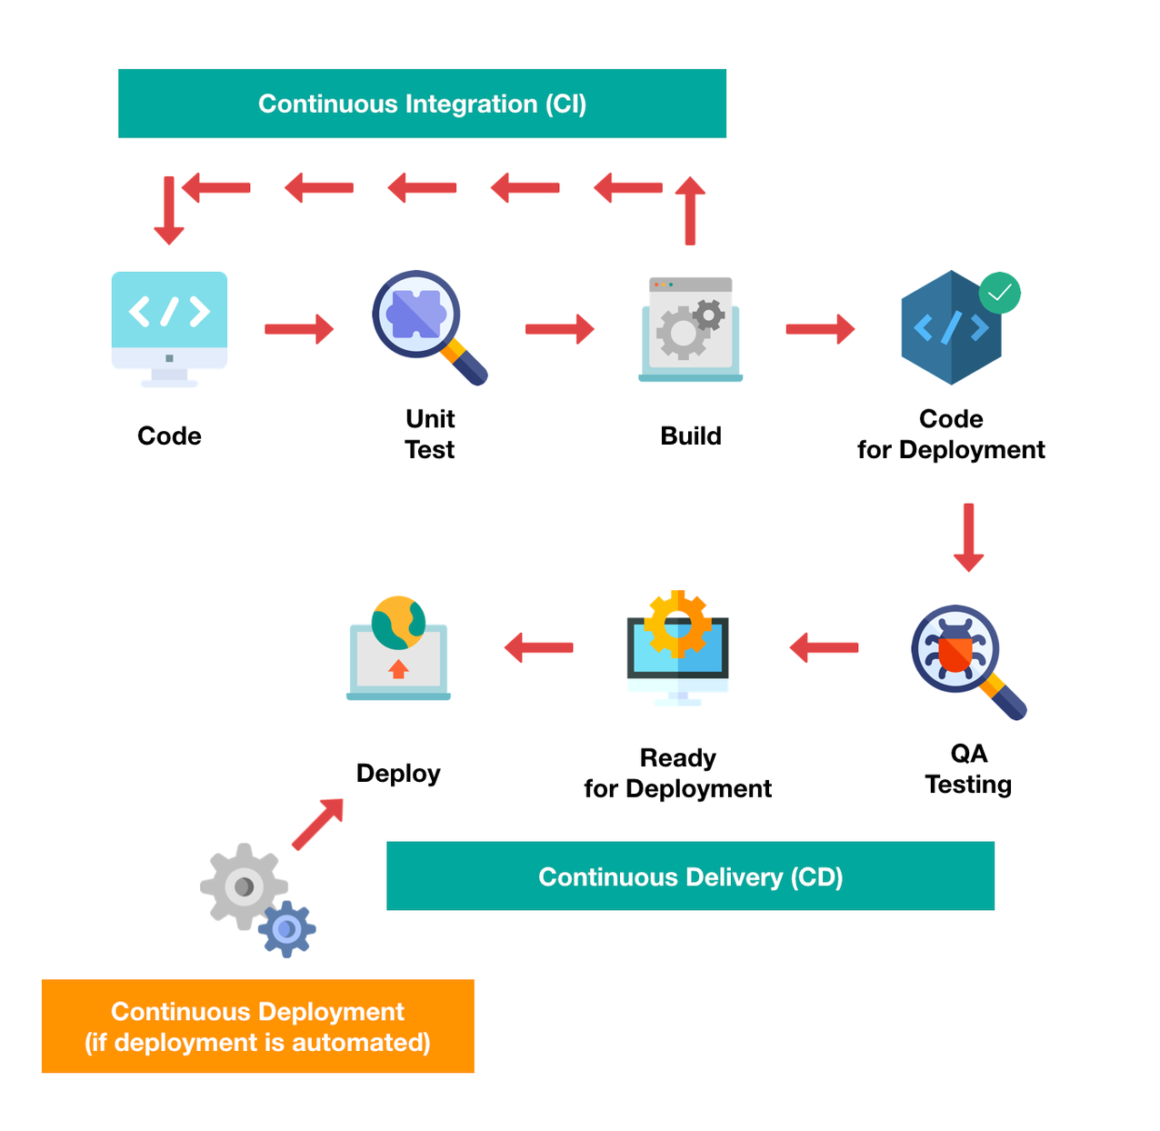 Continuous Integration (CI)
Code
Unit
Test
Build
Code
for Deployment
Deploy
Ready
for Deployment
QA
Testing
Continuous Delivery (CD)
Continuous Deployment
(if deployment is automated)